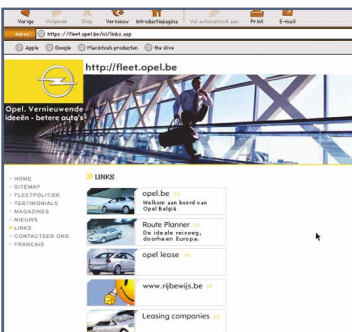 Vorige Volgende Stop Vernieuw Introductiepagina Vul automatisch aan Print E-mail
Adres: https://fleet.opel.be/nl/links.asp
Apple Google Macintosh producten the dive
http://fleet.opel.be
Opel. Vernieuwende
ideeën - betere auto's
HOME
SITEMAP
FLEETPOLITIEK
TESTIMONIALS
MAGAZINES
NIEUWS
LINKS
CONTACTEER ONS
FRANÇAIS
LINKS
opel.be
Welkom aan boord van
Opel België
Route Planner
De ideale reisweg,
doorheen Europa.
opel lease
www.rijbewijs.be
Leasing companies